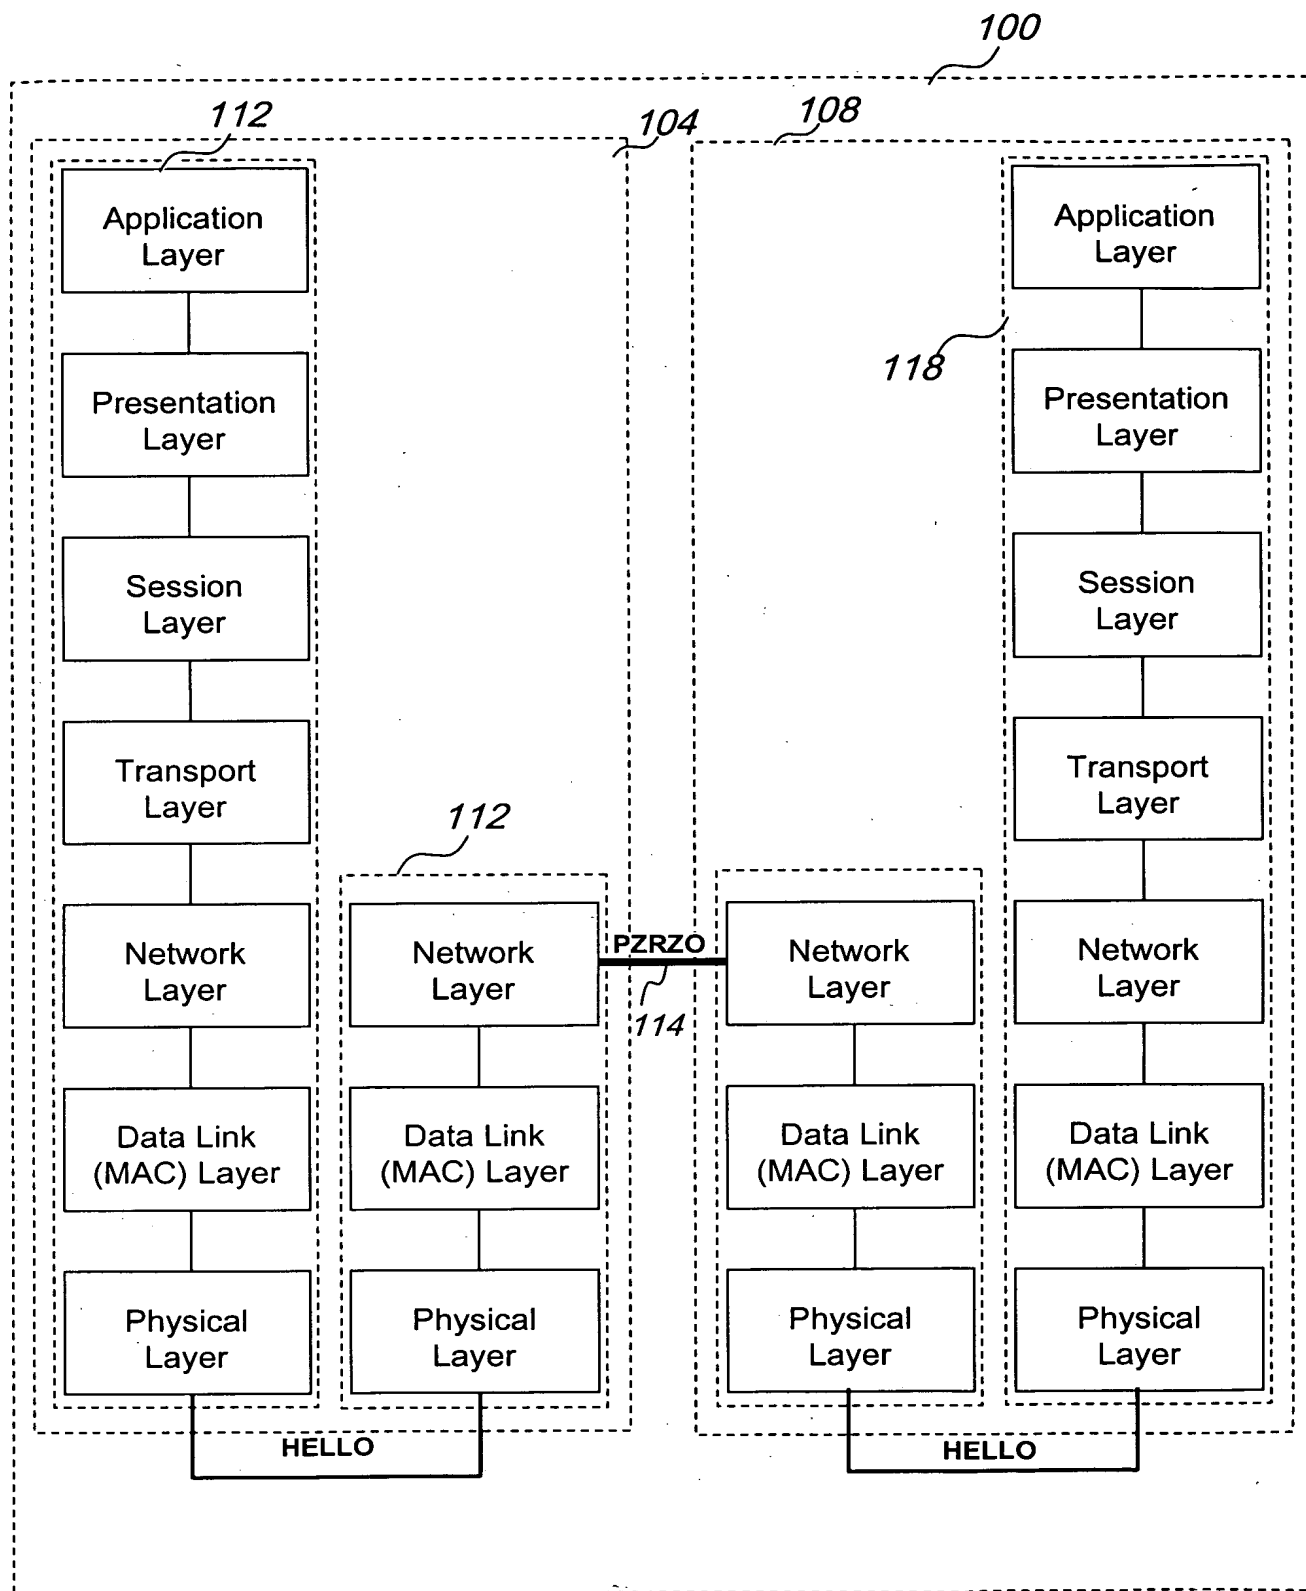 100
112
104
108
Application
Layer
Presentation
Layer
Session
Layer
Transport
Layer
Network
Layer
Data Link
(MAC) Layer
Physical
Layer
112
Network
Layer
Data Link
(MAC) Layer
Physical
Layer
HELLO
PZRZO
114
Network
Layer
Data Link
(MAC) Layer
Physical
Layer
118
Application
Layer
Presentation
Layer
Session
Layer
Transport
Layer
Network
Layer
Data Link
(MAC) Layer
Physical
Layer
HELLO